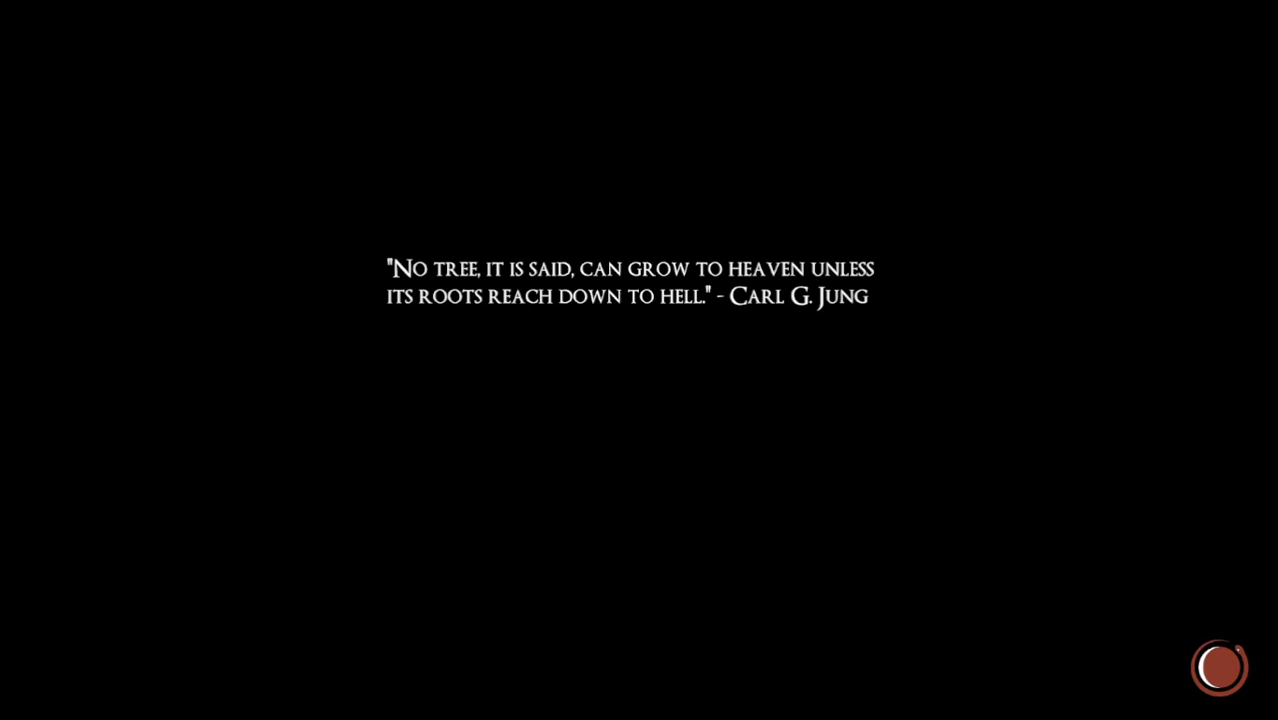 "No tree, it is said, can grow to heaven unless
its roots reach down to hell." - Carl G. Jung